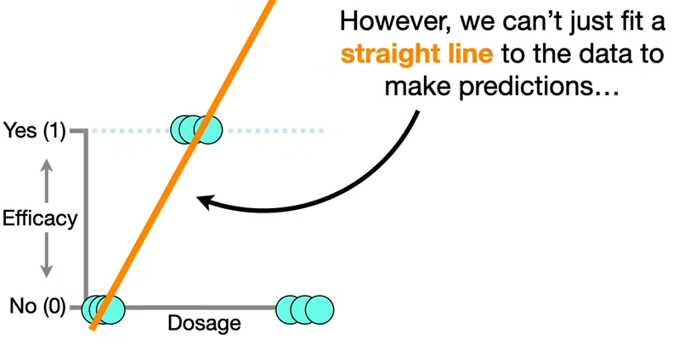 However, we can't just fit a
straight line to the data to
make predictions…
Yes (1)
Efficacy
No (0)
Dosage